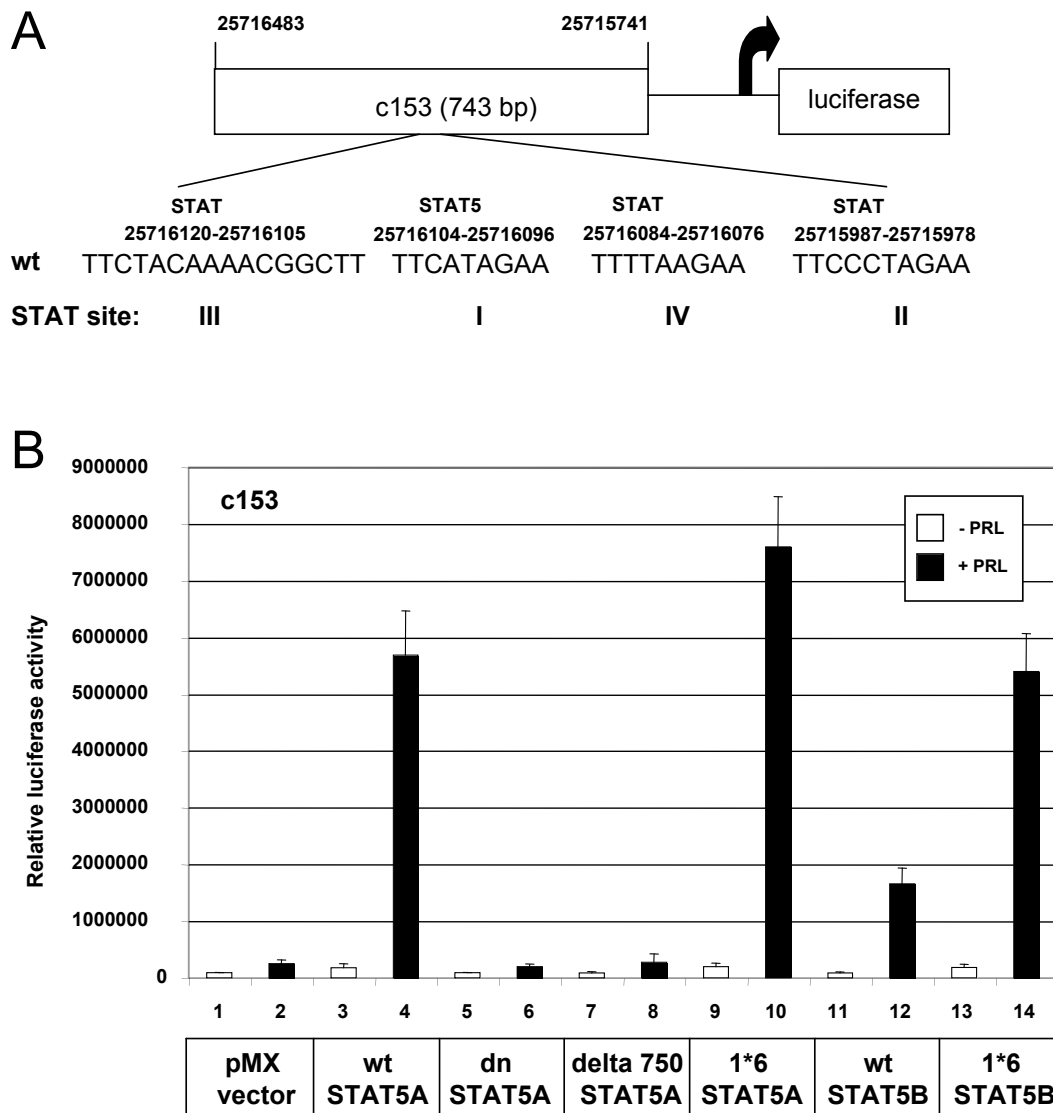 A
25716483 25715741
c153 (743 bp)
luciferase
STAT STAT5 STAT STAT
25716120-25716105 25716104-25716096 25716084-25716076 25715987-25715978
wt TTCTACAAAACGGCTT TTCATAGAA TTTTAAGAA TTCCCTAGAA
STAT site: III I IV II
B
9000000
8000000
7000000
6000000
5000000
4000000
3000000
2000000
1000000
0
Relative luciferase activity
c153
- PRL
+ PRL
1 2 3 4 5 6 7 8 9 10 11 12 13 14
pMX wt dn delta 750 1*6 wt 1*6
vector STAT5A STAT5A STAT5A STAT5A STAT5B STAT5B